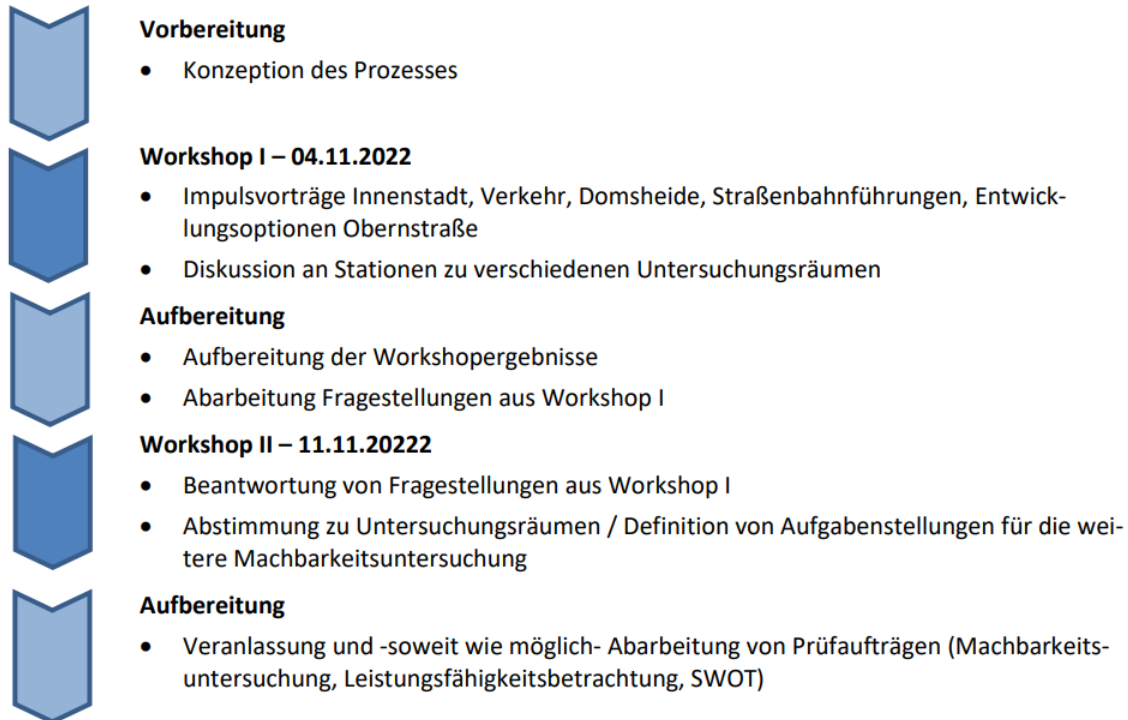 Vorbereitung
• Konzeption des Prozesses
Workshop I – 04.11.2022
• Impulsvorträge Innenstadt, Verkehr, Domsheide, Straßenbahnführungen, Entwick-
lungsoptionen Obernstraße
• Diskussion an Stationen zu verschiedenen Untersuchungsräumen
Aufbereitung
• Aufbereitung der Workshopergebnisse
• Abarbeitung Fragestellungen aus Workshop I
Workshop II – 11.11.20222
• Beantwortung von Fragestellungen aus Workshop I
• Abstimmung zu Untersuchungsräumen / Definition von Aufgabenstellungen für die wei-
tere Machbarkeitsuntersuchung
Aufbereitung
• Veranlassung und -soweit wie möglich- Abarbeitung von Prüfaufträgen (Machbarkeits-
untersuchung, Leistungsfähigkeitsbetrachtung, SWOT)